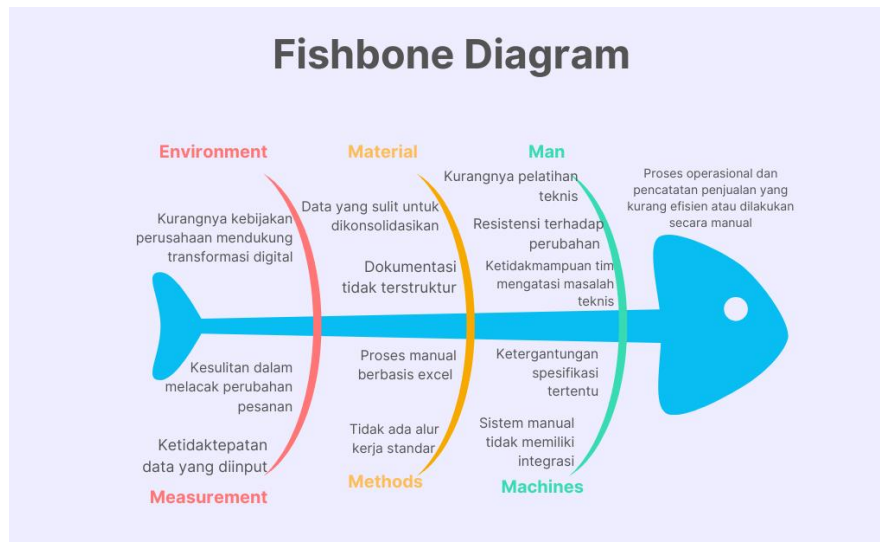 Fishbone Diagram
Environment
Kurangnya kebijakan
perusahaan mendukung
transformasi digital
Material
Data yang sulit untuk
dikonsolidasikan
Dokumentasi
tidak terstruktur
Man
Kurangnya pelatihan
teknis
Resistensi terhadap
perubahan
Ketidakmampuan tim
mengatasi masalah
teknis
Proses operasional dan
pencatatan penjualan yang
kurang efisien atau dilakukan
secara manual
Kesulitan dalam
melacak perubahan
pesanan
Ketidaktepatan
data yang diinput
Measurement
Proses manual
berbasis excel
Tidak ada alur
kerja standar
Methods
Ketergantungan
spesifikasi
tertentu
Sistem manual
tidak memiliki
integrasi
Machines